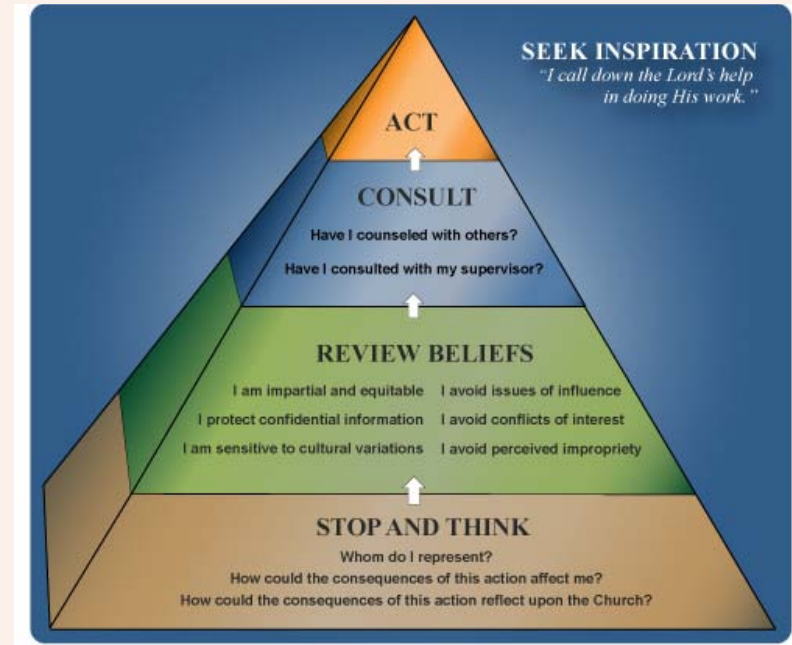 SEEK INSPIRATION
"I call down the Lord's help
in doing His work."
ACT
CONSULT
Have I counseled with others?
Have I consulted with my supervisor?
REVIEW BELIEFS
I am impartial and equitable I avoid issues of influence
I protect confidential information I avoid conflicts of interest
I am sensitive to cultural variations I avoid perceived impropriety
STOP AND THINK
Whom do I represent?
How could the consequences of this action affect me?
How could the consequences of this action reflect upon the Church?